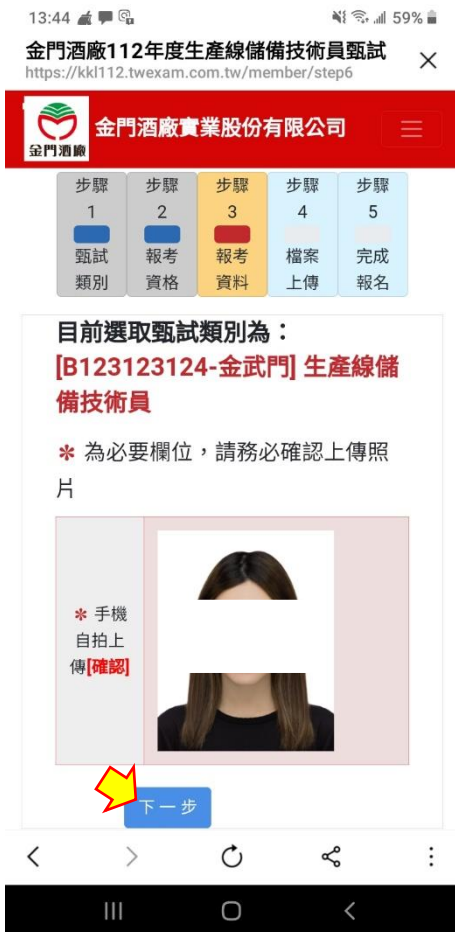 13:44
59%
金門酒廠112年度生產線儲備技術員甄試
https://kkl112.twexam.com.tw/member/step6
金門酒廠
金門酒廠實業股份有限公司
步驟 步驟 步驟 步驟 步驟
1 2 3 4 5
甄試 報考 報考 檔案 完成
類別 資格 資料 上傳 報名
目前選取甄試類別為：
[B123123124-金武門] 生產線儲
備技術員
* 為必要欄位，請務必確認上傳照
片
* 手機
自拍上
傳[確認]
下一步